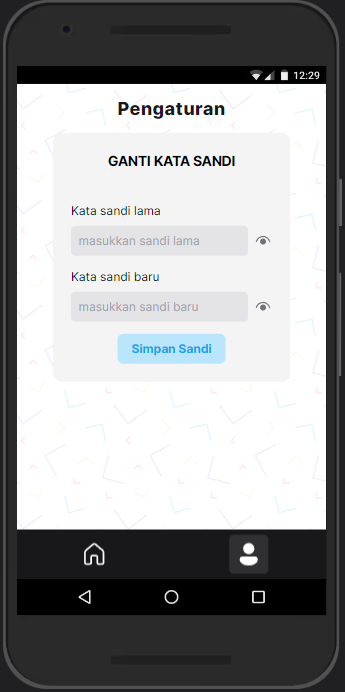 12:29
Pengaturan
GANTI KATA SANDI
Kata sandi lama
masukkan sandi lama
Kata sandi baru
masukkan sandi baru
Simpan Sandi